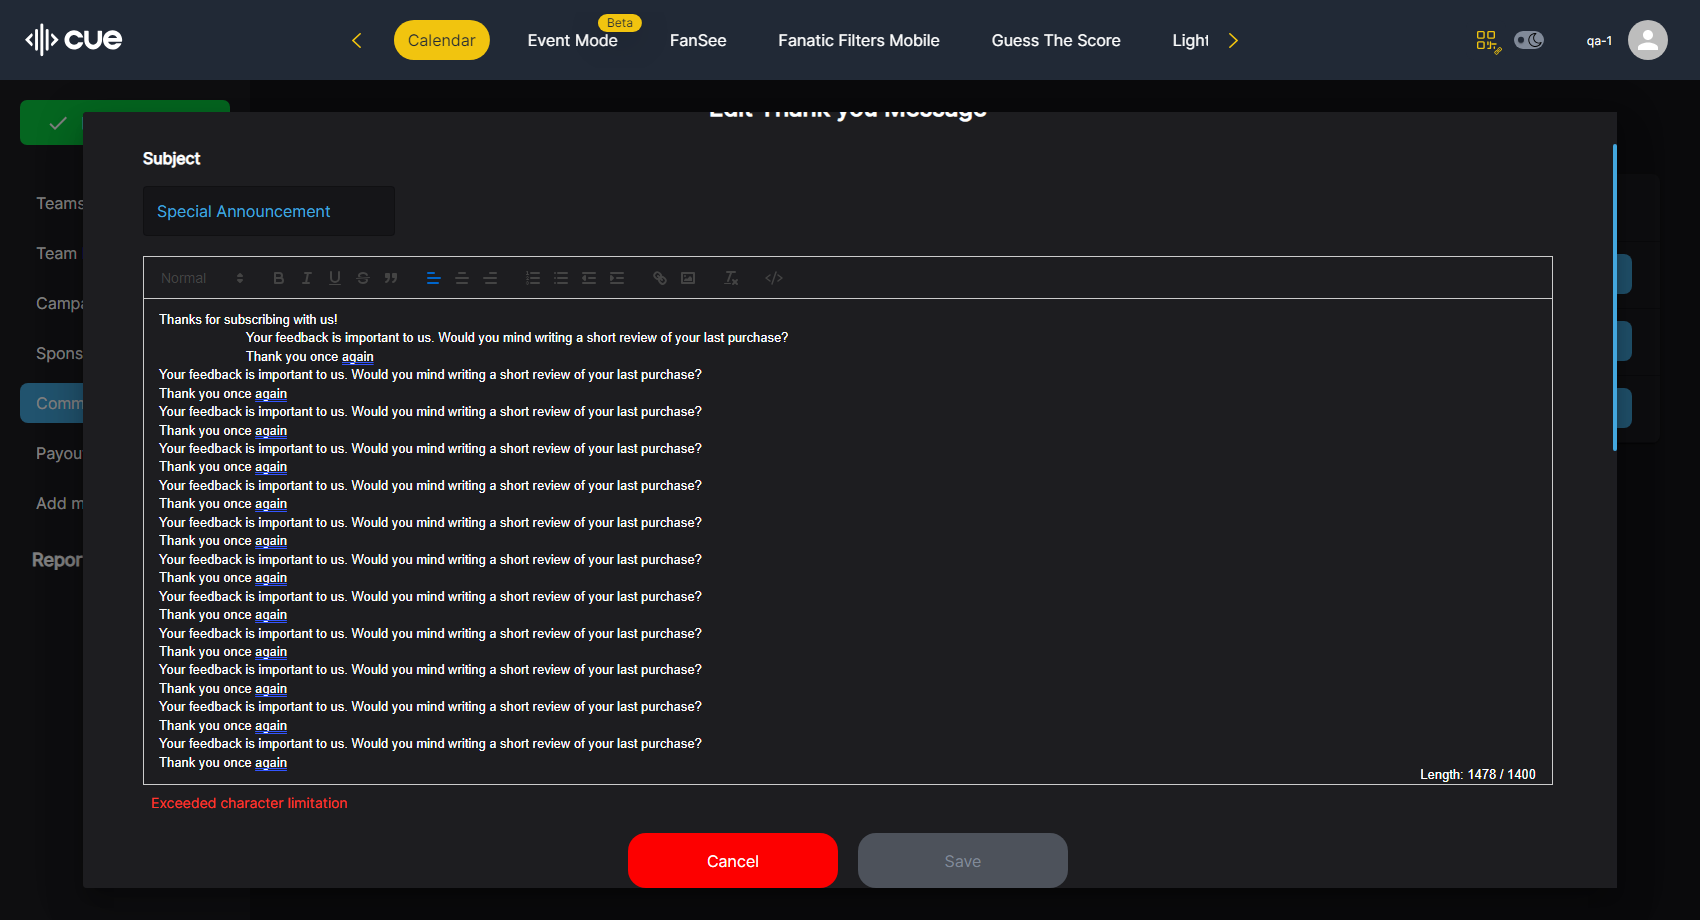 cue
Calendar
Event Mode
Beta
FanSee
Fanatic Filters Mobile
Guess The Score
Light
qa-1
Teams
Team
Campa
Spons
Comm
Payou
Add m
Repor
Edit Thank you Message
Subject
Special Announcement
Normal
Thanks for subscribing with us!
Your feedback is important to us. Would you mind writing a short review of your last purchase?
Thank you once again
Your feedback is important to us. Would you mind writing a short review of your last purchase?
Thank you once again
Your feedback is important to us. Would you mind writing a short review of your last purchase?
Thank you once again
Your feedback is important to us. Would you mind writing a short review of your last purchase?
Thank you once again
Your feedback is important to us. Would you mind writing a short review of your last purchase?
Thank you once again
Your feedback is important to us. Would you mind writing a short review of your last purchase?
Thank you once again
Your feedback is important to us. Would you mind writing a short review of your last purchase?
Thank you once again
Your feedback is important to us. Would you mind writing a short review of your last purchase?
Thank you once again
Your feedback is important to us. Would you mind writing a short review of your last purchase?
Thank you once again
Your feedback is important to us. Would you mind writing a short review of your last purchase?
Thank you once again
Your feedback is important to us. Would you mind writing a short review of your last purchase?
Thank you once again
Your feedback is important to us. Would you mind writing a short review of your last purchase?
Thank you once again
Length: 1478 / 1400
Exceeded character limitation
Cancel
Save